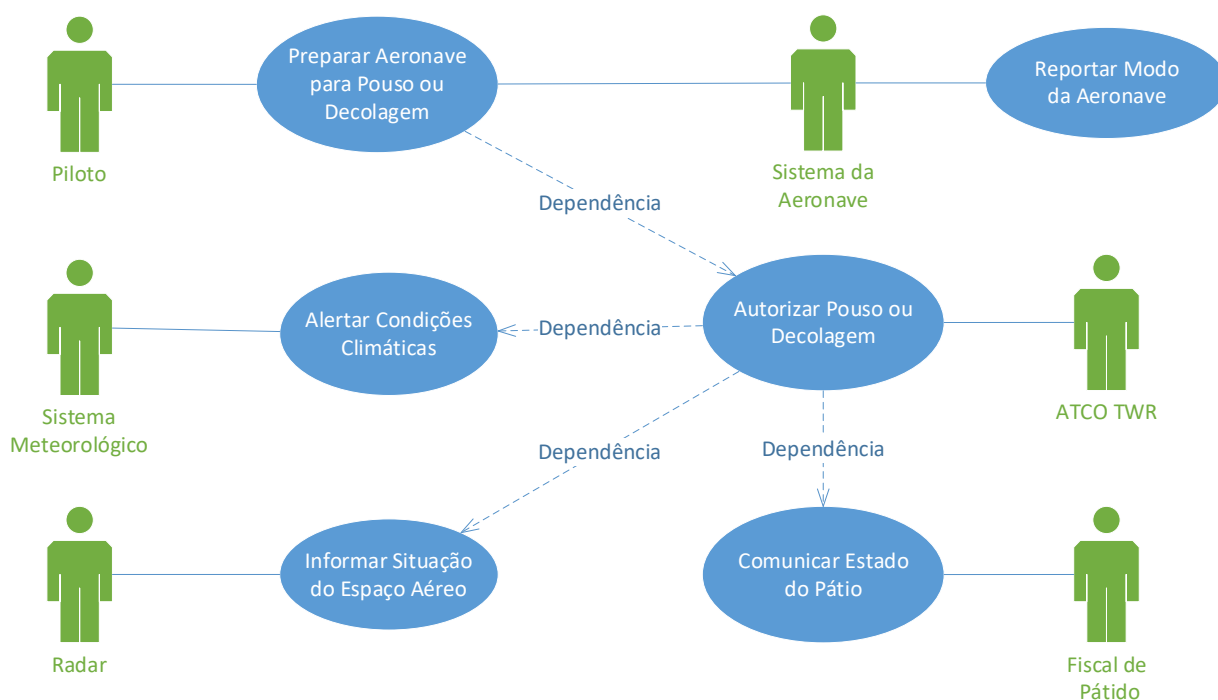 Preparar Aeronave
para Pouso ou
Decolagem
Reportar Modo
da Aeronave
Piloto
Sistema da
Aeronave
Dependência
Alertar Condições
Climáticas
Dependência
Autorizar Pouso ou
Decolagem
Sistema
Meteorológico
ATCO TWR
Dependência
Dependência
Informar Situação
do Espaço Aéreo
Comunicar Estado
do Pátio
Radar
Fiscal de
Pátido